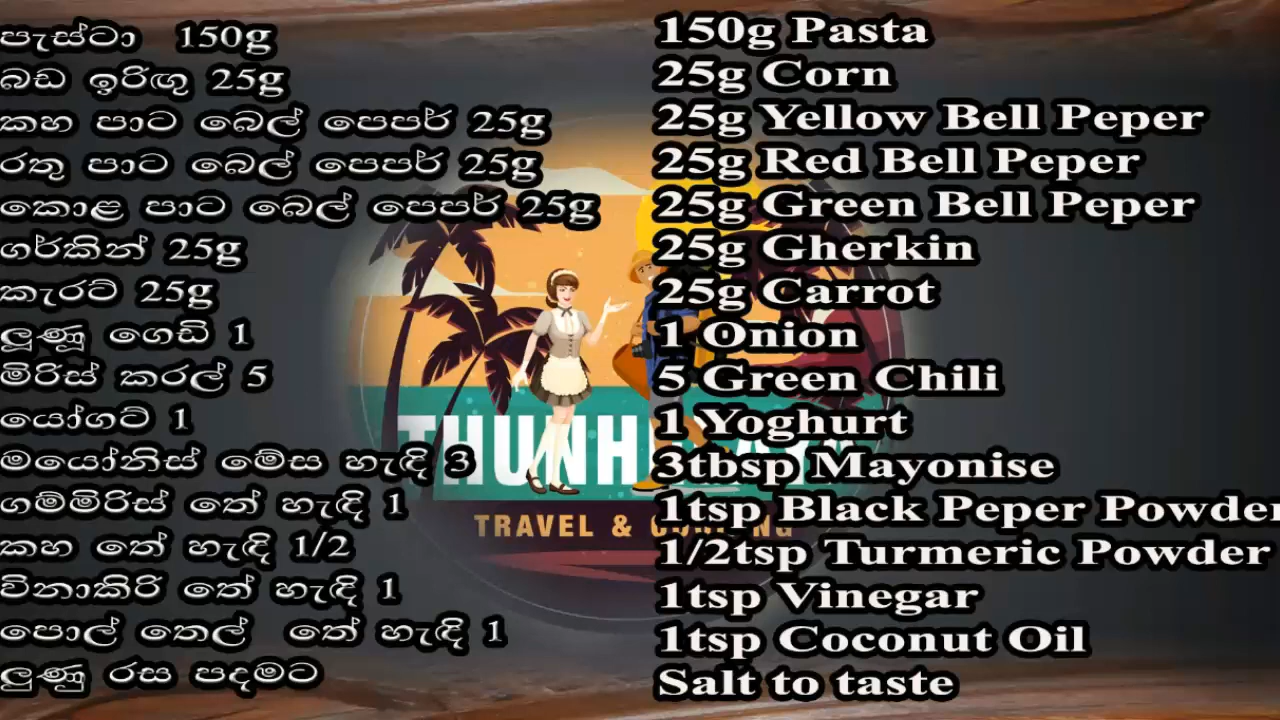 පැස්ටා 150g
බඩ ඉරිඟු 25g
කහ පාට බෙල් පෙපර් 25g
රතු පාට බෙල් පෙපර් 25g
කොළ පාට බෙල් පෙපර් 25g
ගර්කින් 25g
කැරට් 25g
ලූණූ ගෙඩි 1
මිරිස් කරල් 5
යෝගට් 1
මයෝනිස් මේස හැඳි 3
ගම්මිරිස් තේ හැඳි 1
කහ තේ හැඳි 1/2
විනාකිරි තේ හැඳි 1
පොල් තෙල් තේ හැඳි 1
ලුණු රස පදමට
150g Pasta
25g Corn
25g Yellow Bell Peper
25g Red Bell Peper
25g Green Bell Peper
25g Gherkin
25g Carrot
1 Onion
5 Green Chili
1 Yoghurt
3tbsp Mayonise
1tsp Black Peper Powder
1/2tsp Turmeric Powder
1tsp Vinegar
1tsp Coconut Oil
Salt to taste
TRAVEL &